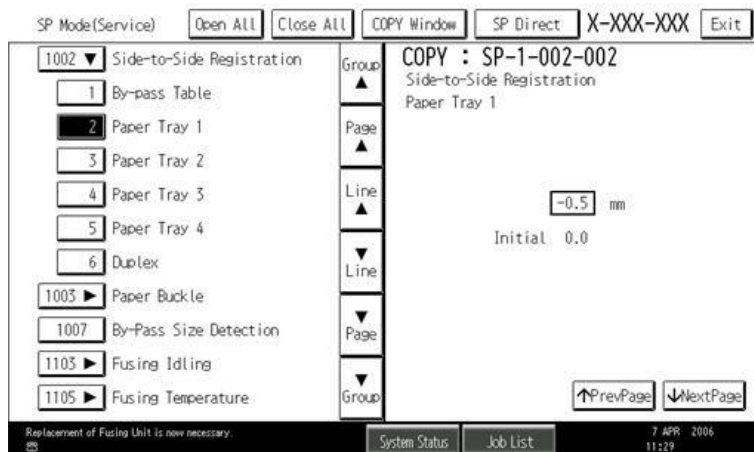 SP Mode(Service) Open All Close All COPY Window SP Direct X-XXX-XXX Exit
1002 ▼ Side-to-Side Registration
1 By-pass Table
2 Paper Tray 1
3 Paper Tray 2
4 Paper Tray 3
5 Paper Tray 4
6 Duplex
1003 ► Paper Buckle
1007 By-Pass Size Detection
1103 ► Fusing Idling
1105 ► Fusing Temperature
Group
▲
Page
▲
Line
▲
▼
Line
▼
Page
▼
Group
COPY : SP-1-002-002
Side-to-Side Registration
Paper Tray 1
-0.5 mm
Initial 0.0
↑PrevPage ↓NextPage
Replacement of Fusing Unit is now necessary.
System Status Job List
7 APR 2006
11:29